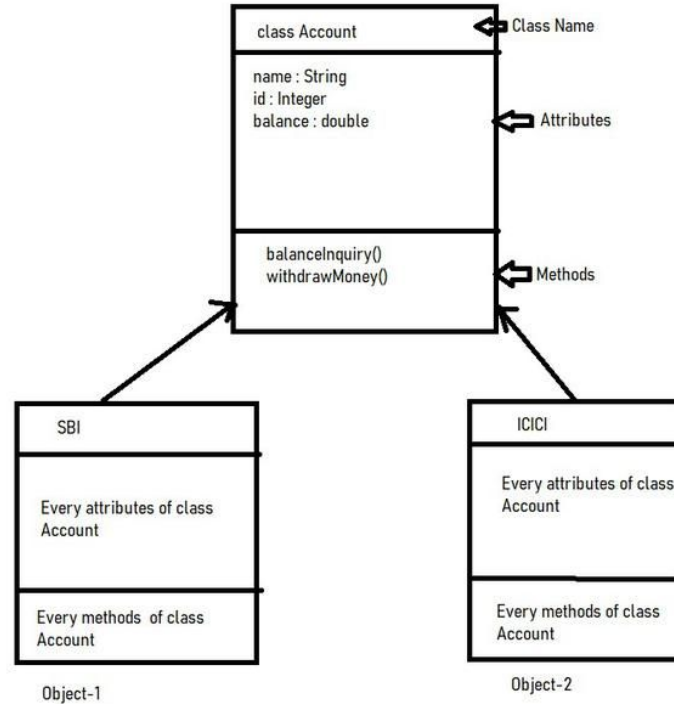 class Account
Class Name
name : String
id : Integer
balance : double
Attributes
balanceInquiry()
withdrawMoney()
Methods
SBI
Every attributes of class
Account
Every methods of class
Account
Object-1
ICICI
Every attributes of class
Account
Every methods of class
Account
Object-2